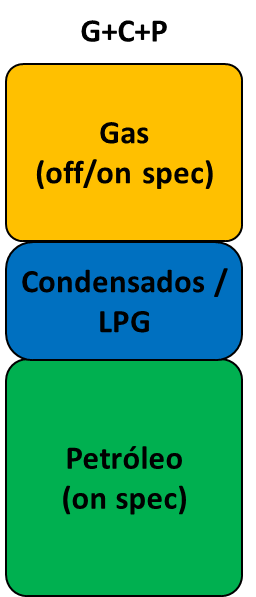 G+C+P
Gas
(off/on spec)
Condensados /
LPG
Petróleo
(on spec)